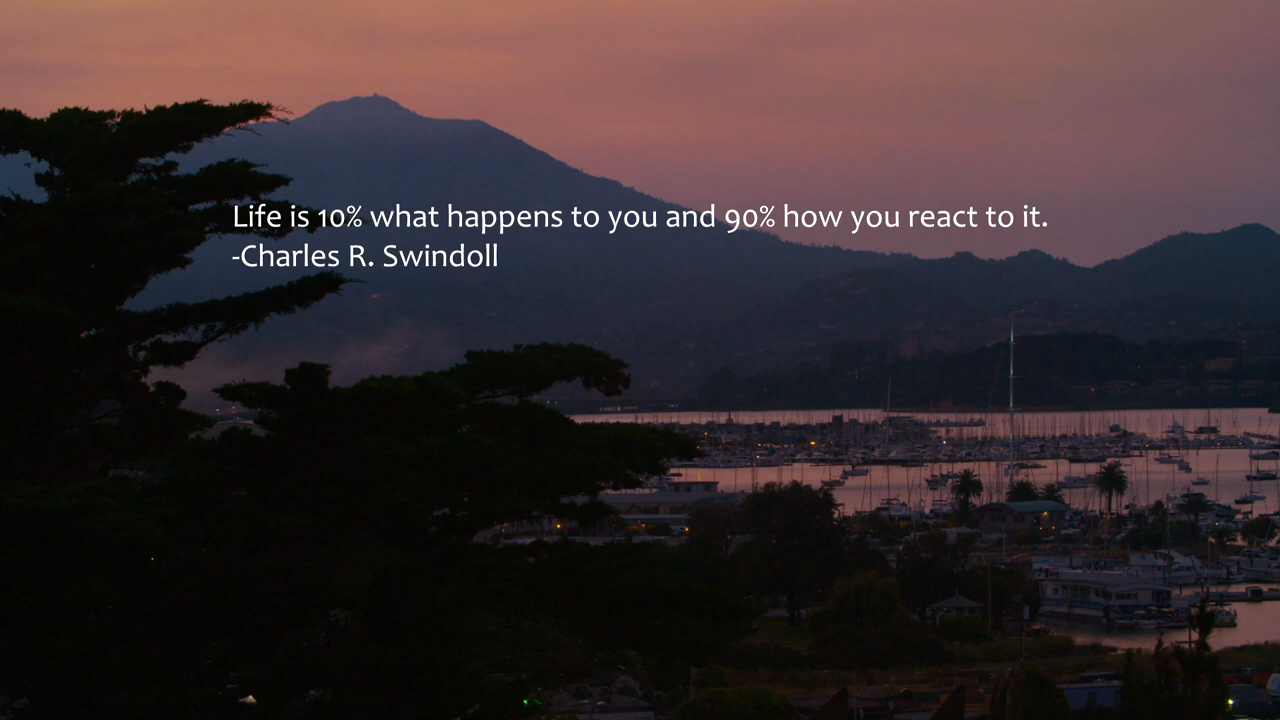 Life is 10% what happens to you and 90% how you react to it.
-Charles R. Swindoll